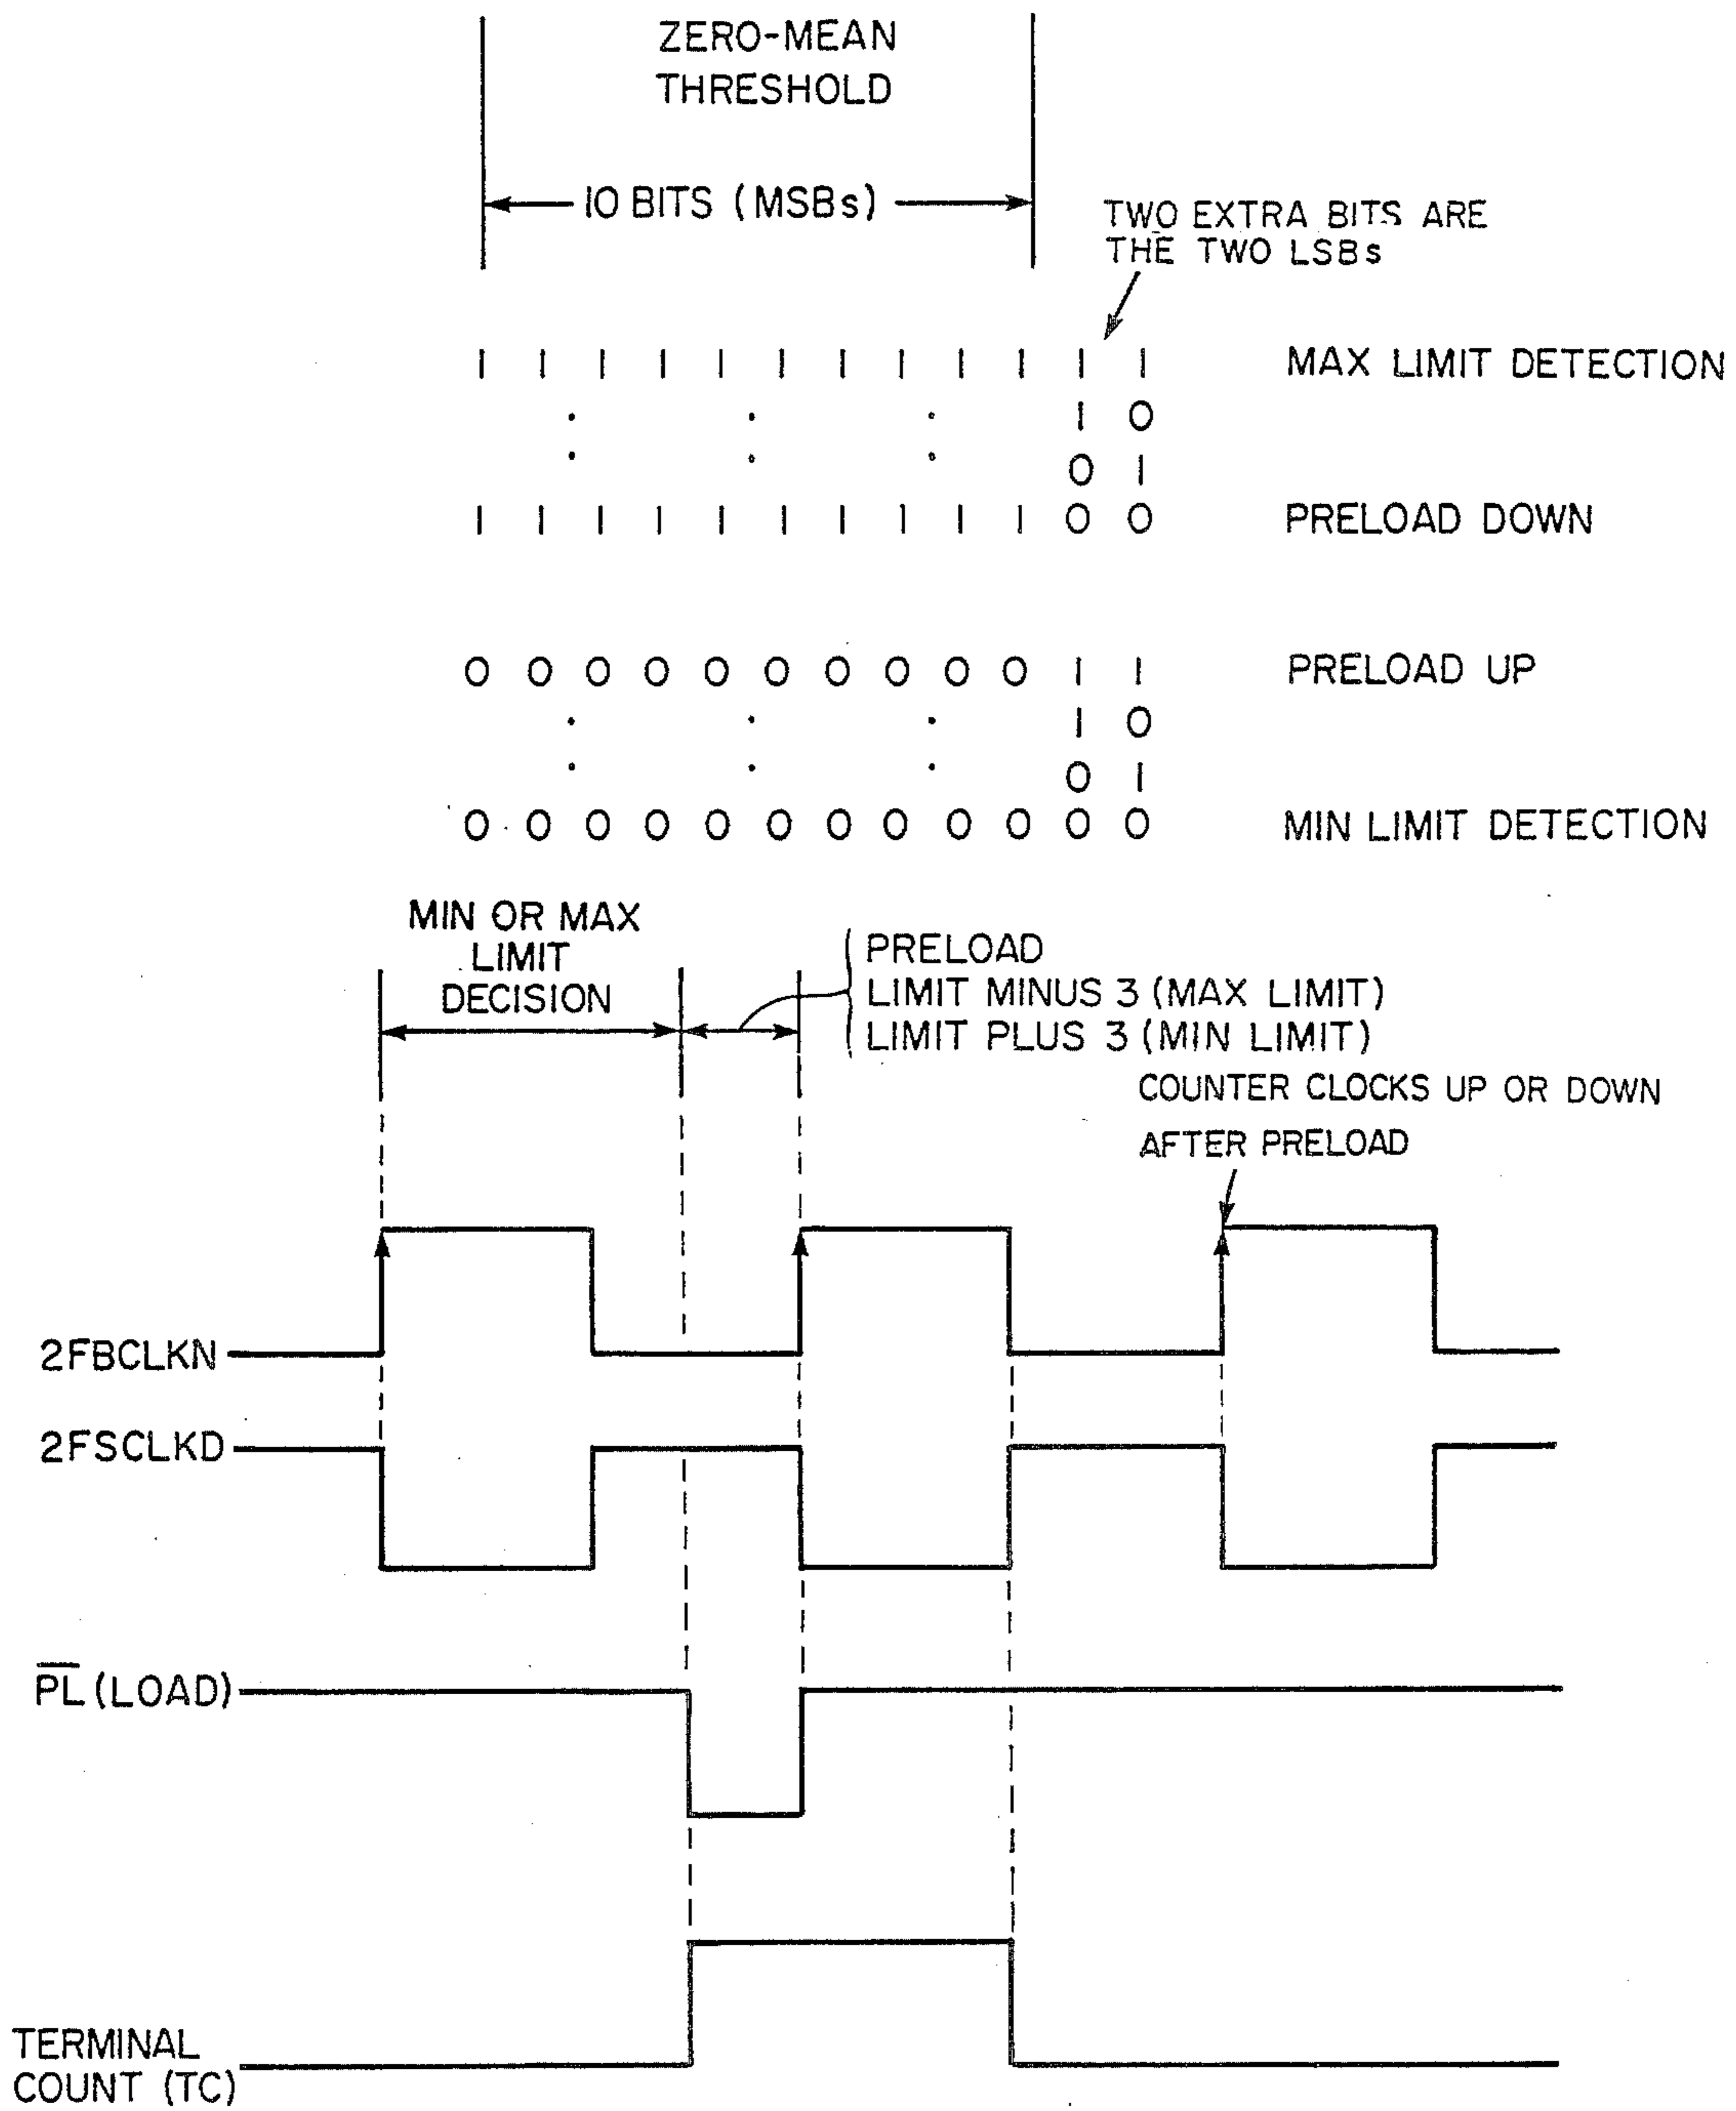 ZERO-MEAN
THRESHOLD
10 BITS (MSBs)
TWO EXTRA BITS ARE
THE TWO LSBs
1 1 1 1 1 1 1 1 1 1 1 1 MAX LIMIT DETECTION
. . . 1 0
. . . 0 1
1 1 1 1 1 1 1 1 1 1 0 0 PRELOAD DOWN
0 0 0 0 0 0 0 0 0 0 1 1 PRELOAD UP
. . . 1 0
. . . 0 1
0 0 0 0 0 0 0 0 0 0 0 0 MIN LIMIT DETECTION
MIN OR MAX
LIMIT
DECISION
PRELOAD
LIMIT MINUS 3 (MAX LIMIT)
LIMIT PLUS 3 (MIN LIMIT)
COUNTER CLOCKS UP OR DOWN
AFTER PRELOAD
2FBCLKN
2FSCLKD
P̅L̅ (LOAD)
TERMINAL
COUNT (TC)